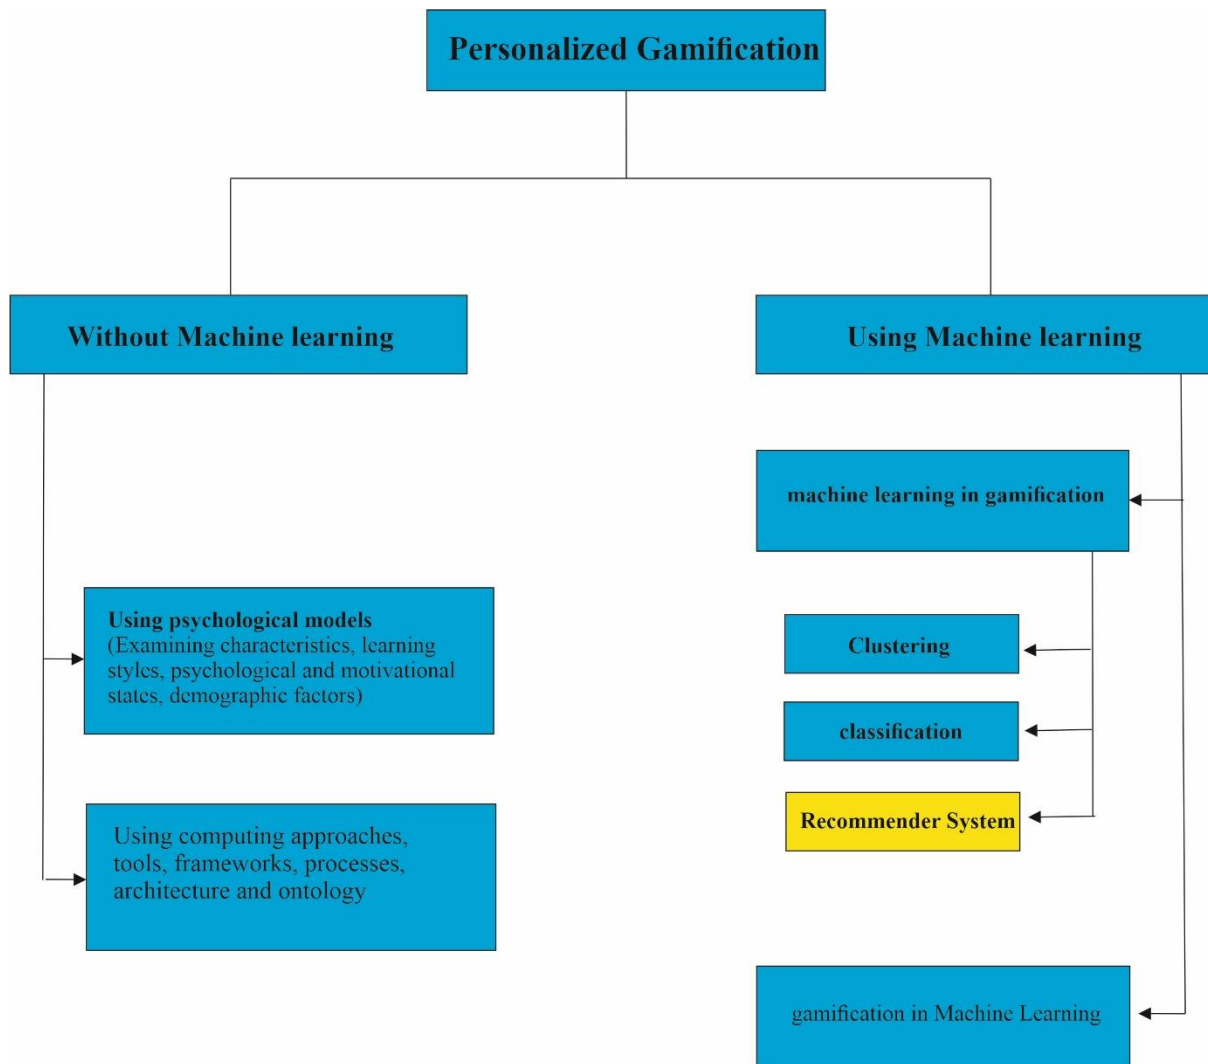 Personalized Gamification
Without Machine learning
Using Machine learning
machine learning in gamification
Using psychological models
(Examining characteristics, learning
styles, psychological and motivational
states, demographic factors)
Clustering
classification
Recommender System
Using computing approaches,
tools, frameworks, processes,
architecture and ontology
gamification in Machine Learning